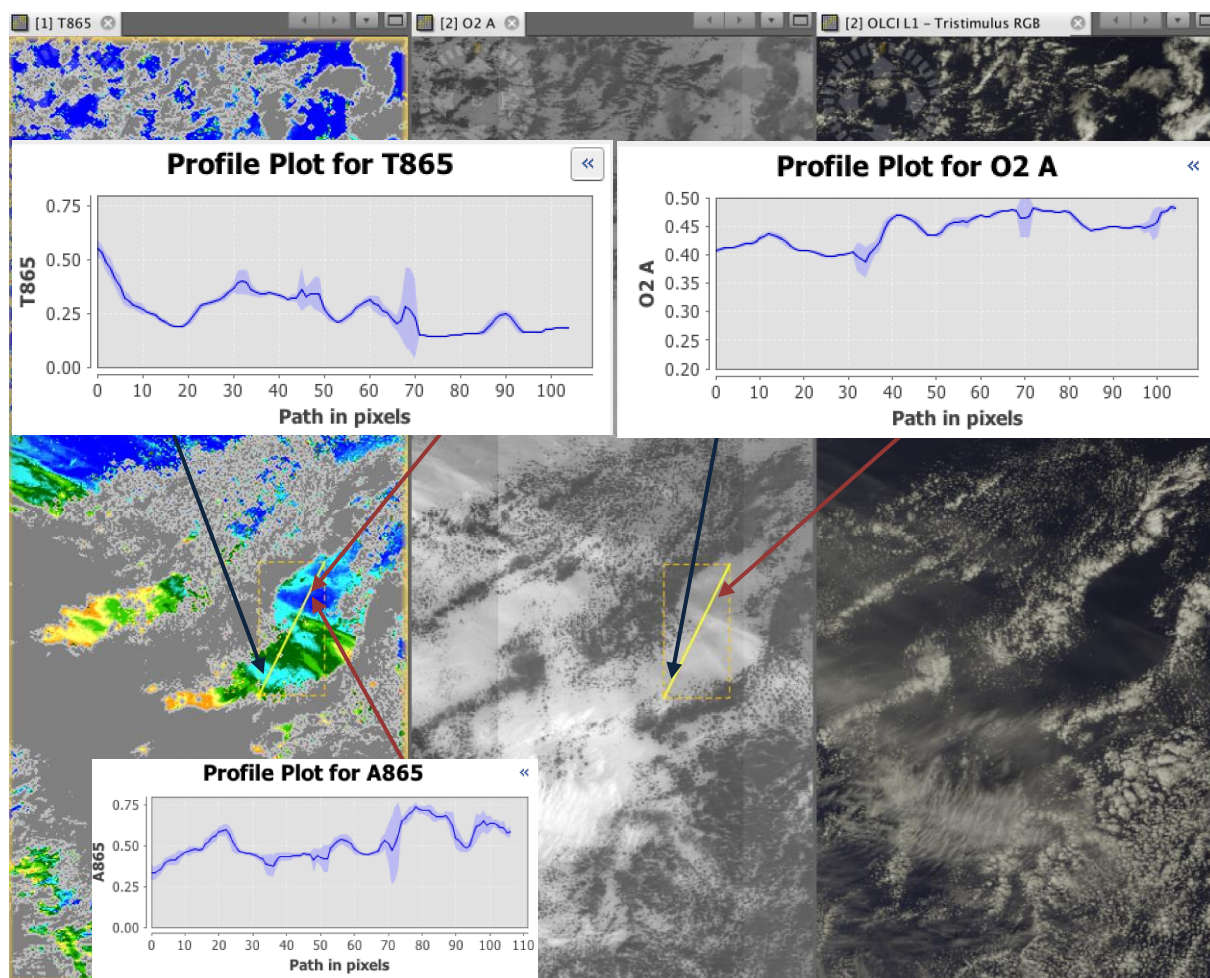 [1] T865
[2] O2 A
[2] OLCI L1 – Tristimulus RGB
Profile Plot for T865
«
0.75
0.50
0.25
0.00
T865
0 10 20 30 40 50 60 70 80 90 100
Path in pixels
Profile Plot for O2 A
«
0.50
0.45
0.40
0.35
0.30
0.25
0.20
O2 A
0 10 20 30 40 50 60 70 80 90 100
Path in pixels
Profile Plot for A865
«
0.75
0.50
0.25
0.00
A865
0 10 20 30 40 50 60 70 80 90 100 110
Path in pixels